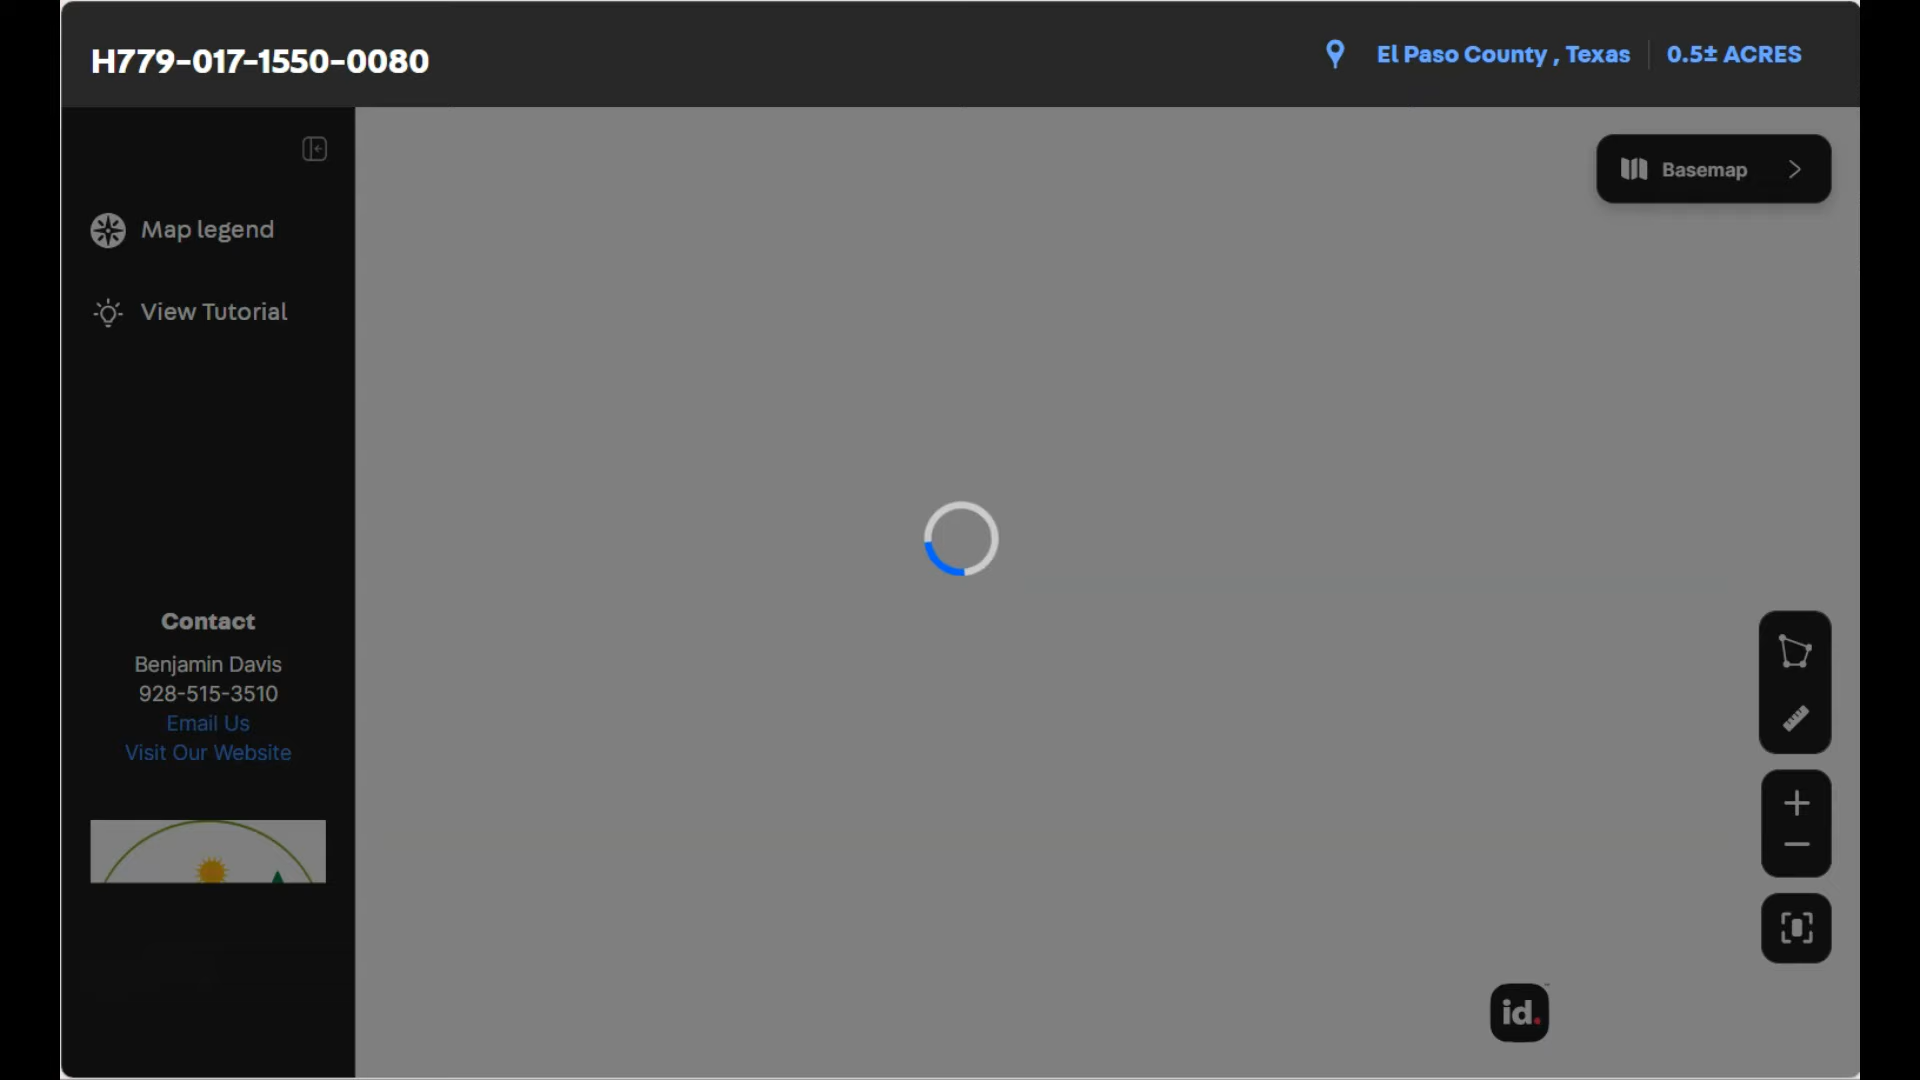 H779-017-1550-0080
El Paso County , Texas
0.5± ACRES
Map legend
View Tutorial
Basemap
Contact
Benjamin Davis
928-515-3510
Email Us
Visit Our Website
id.